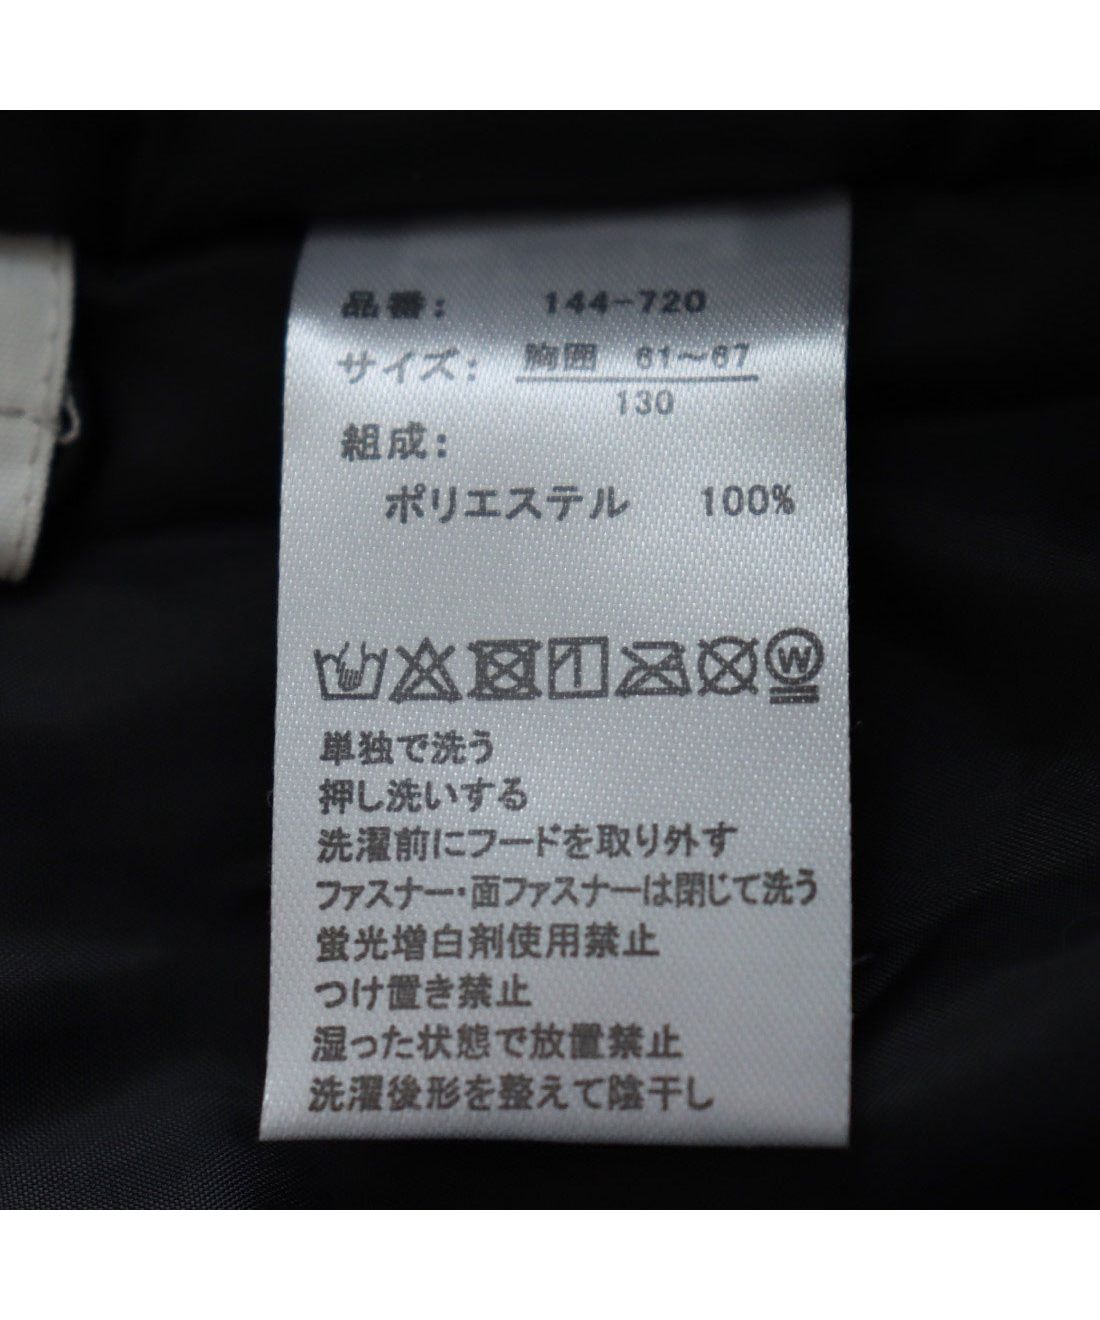 品番: 144-720
サイズ: 胸囲 61～67
130
組成:
ポリエステル 100%
W
単独で洗う
押し洗いする
洗濯前にフードを取り外す
ファスナー・面ファスナーは閉じて洗う
蛍光増白剤使用禁止
つけ置き禁止
湿った状態で放置禁止
洗濯後形を整えて陰干し